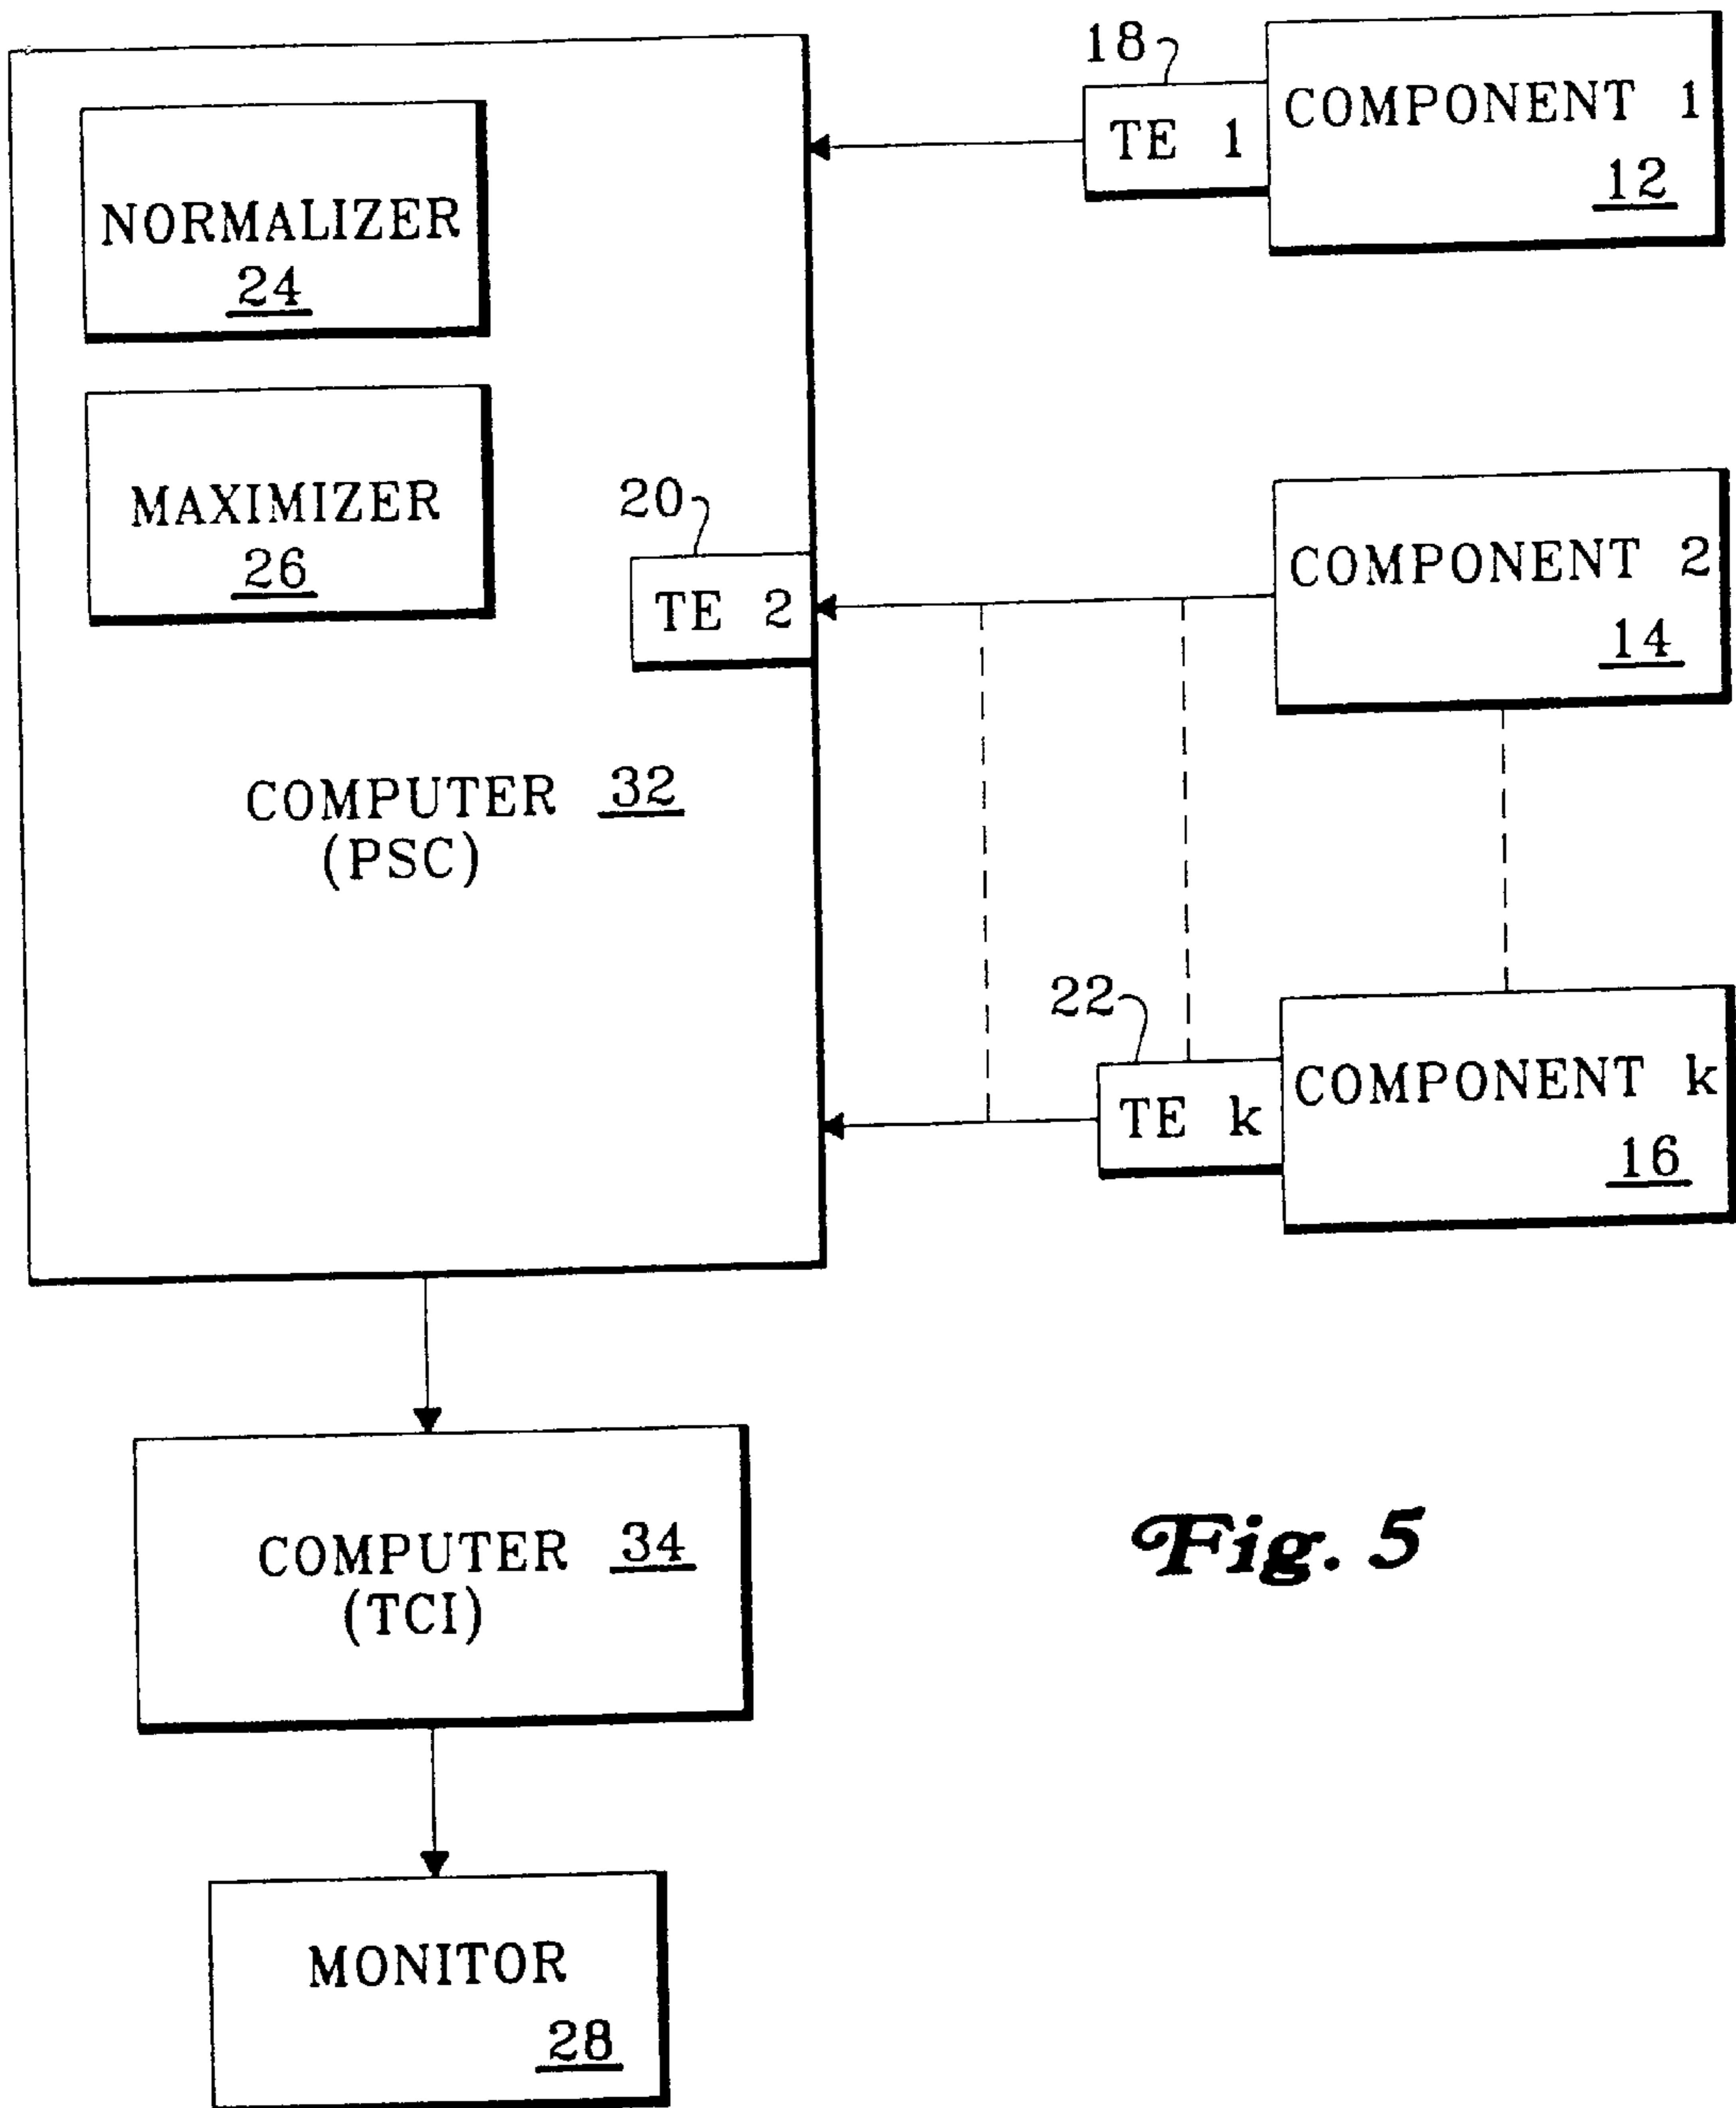 18
COMPONENT 1
12
TE 1
NORMALIZER
24
MAXIMIZER
26
20
TE 2
COMPONENT 2
14
COMPUTER 32
(PSC)
22
TE k
COMPONENT k
16
COMPUTER 34
(TCI)
Fig. 5
MONITOR
28